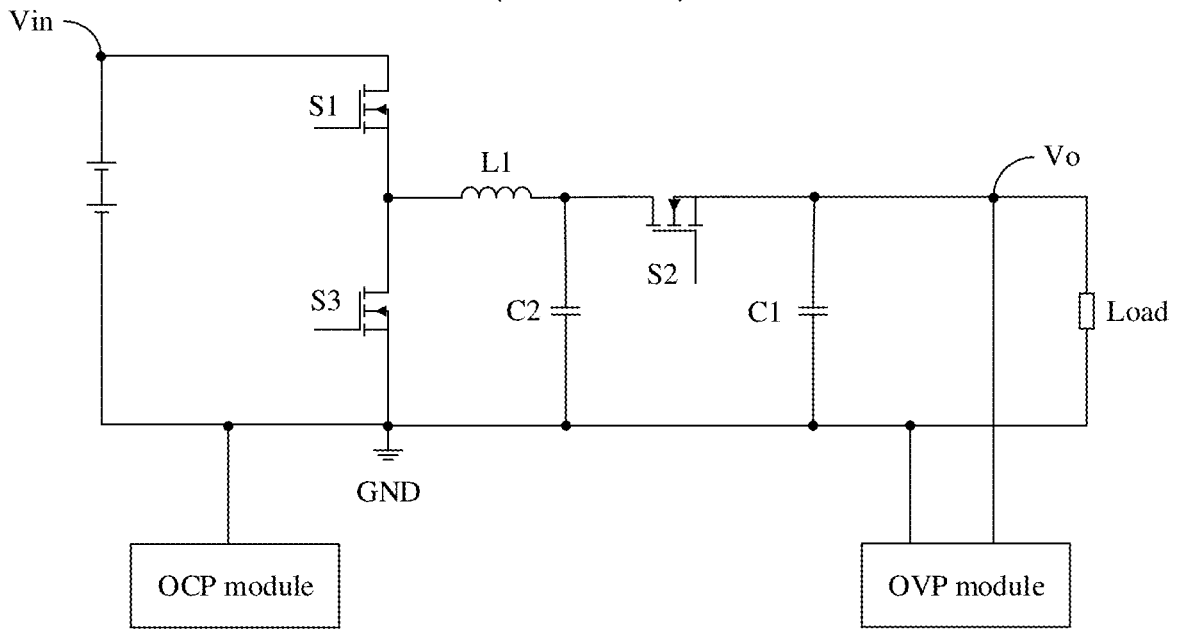 Vin
S1
L1
Vo
S2
S3
C2
C1
Load
GND
OCP module
OVP module